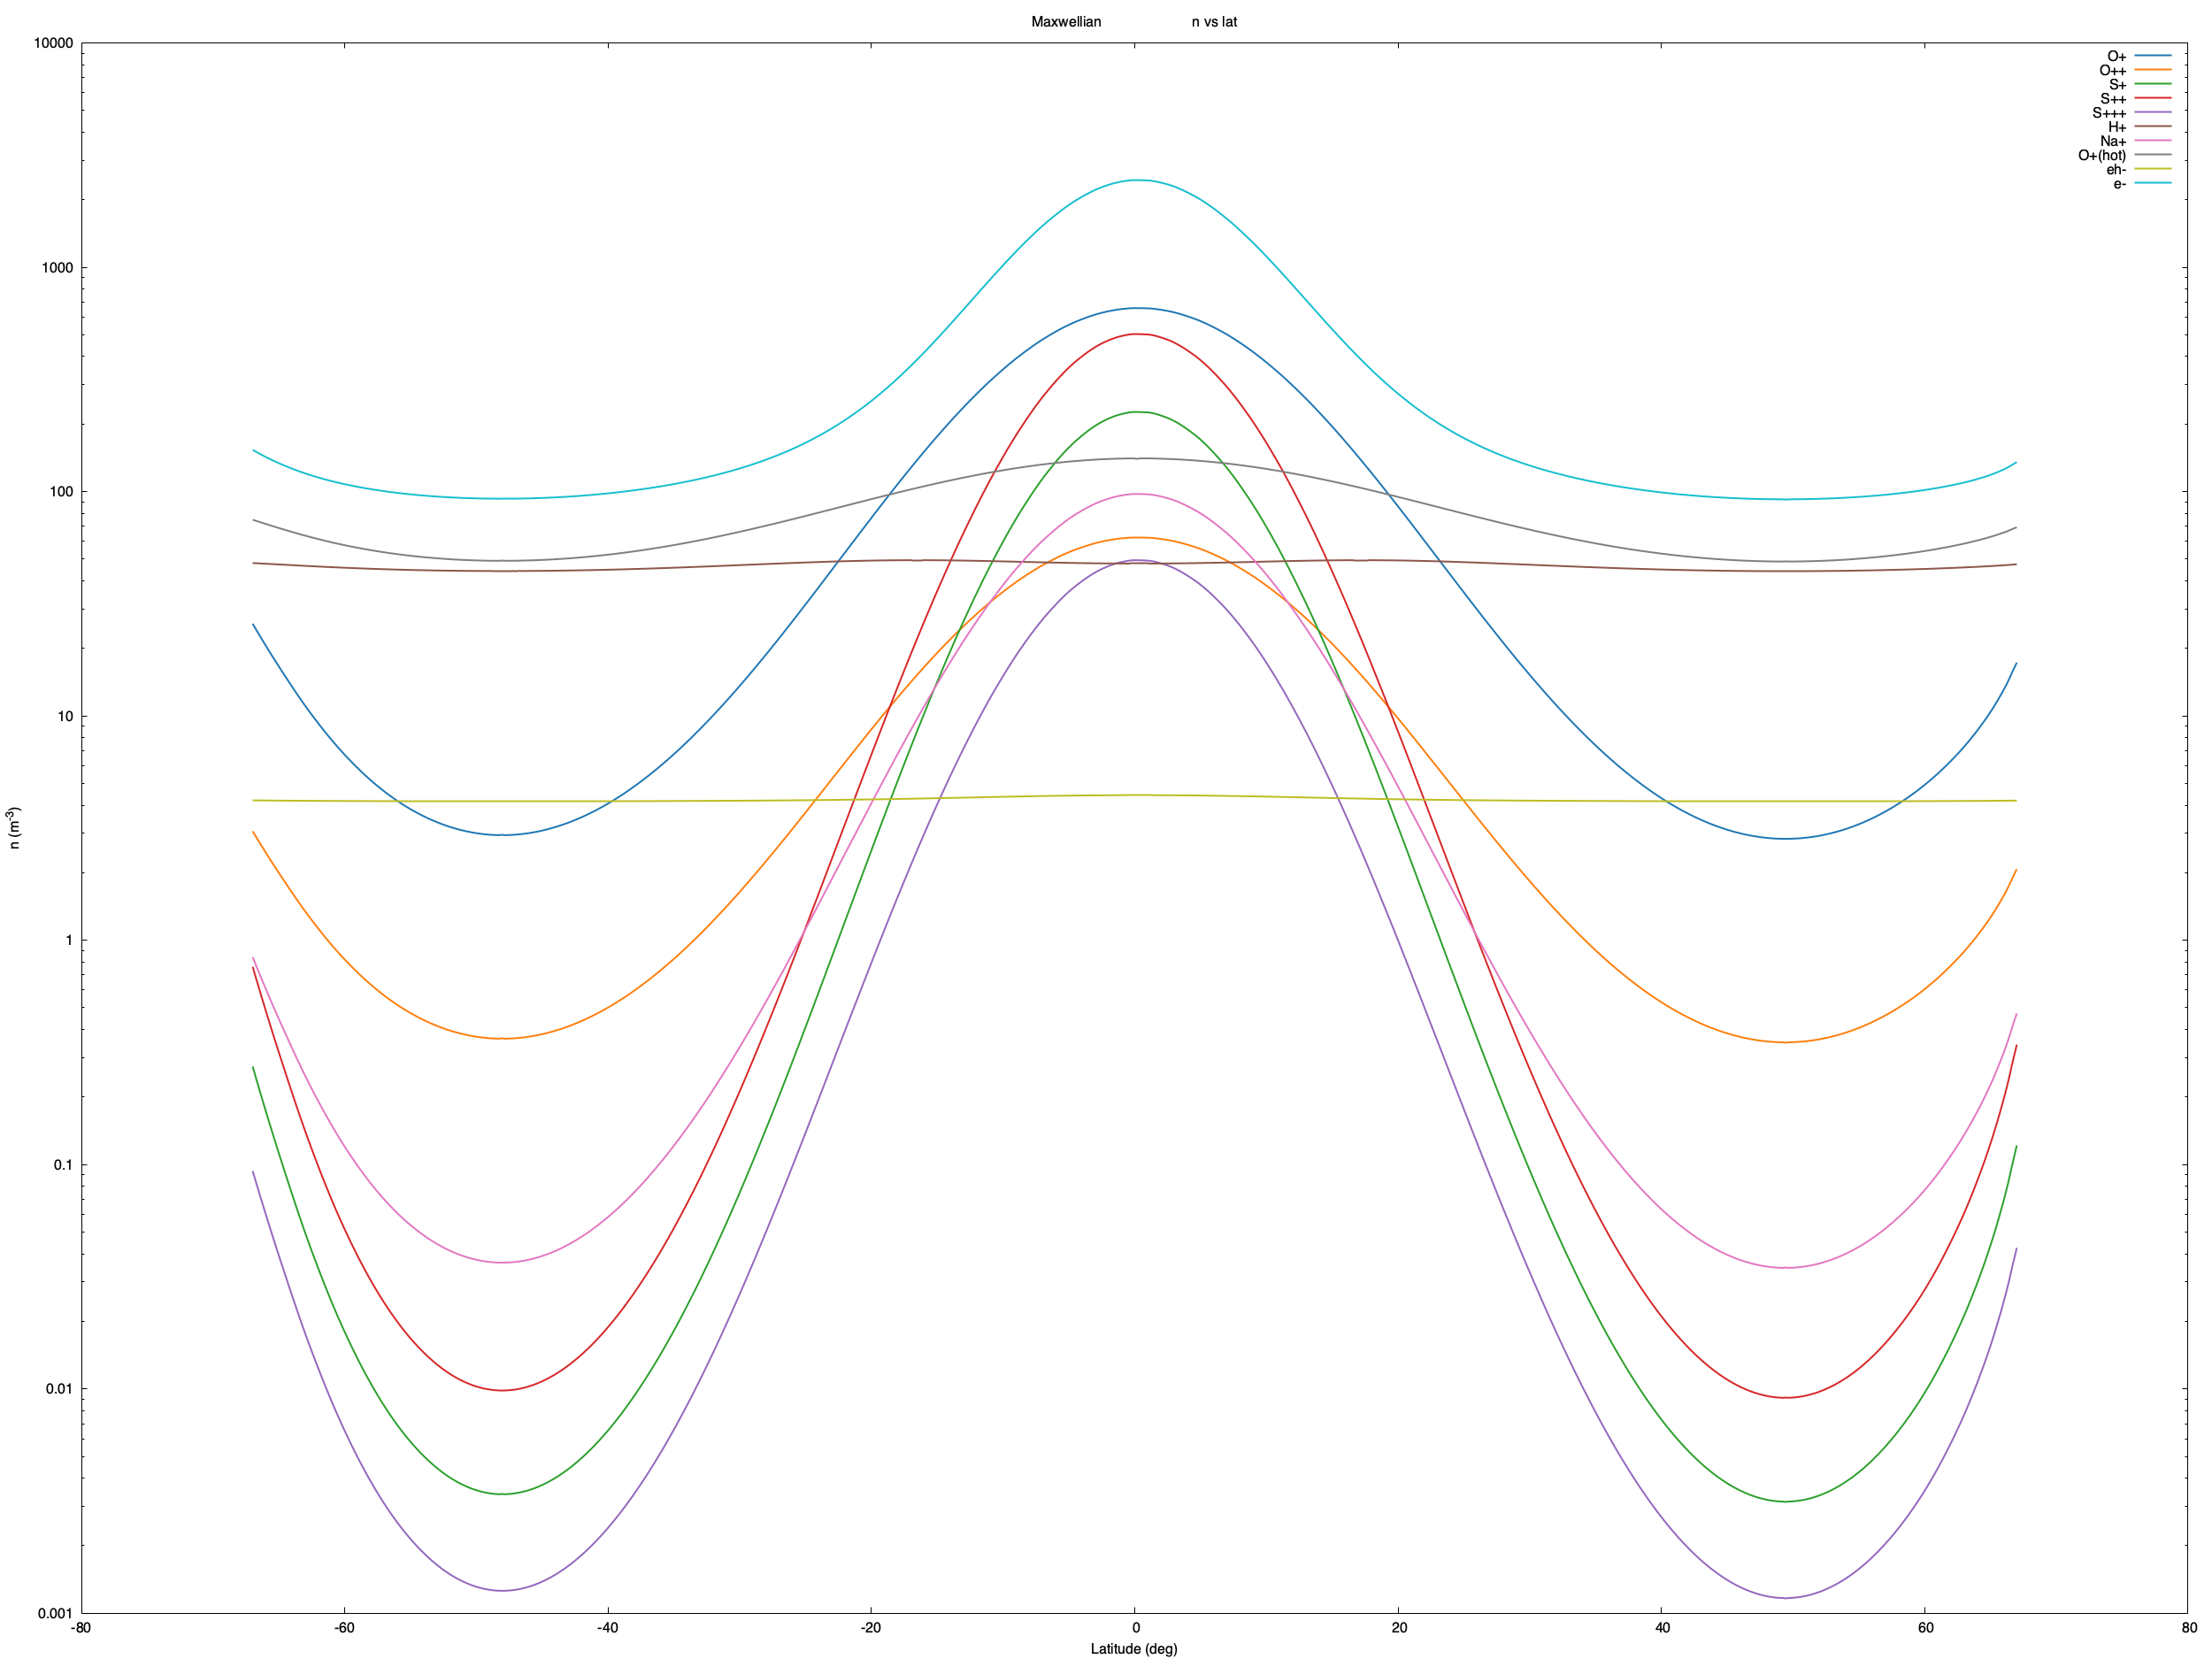 Maxwellian n vs lat
10000
1000
100
10
1
0.1
0.01
0.001
n (m-3)
O+
O++
S+
S++
S+++
H+
Na+
O+(hot)
eh-
e-
-80 -60 -40 -20 0 20 40 60 80
Latitude (deg)